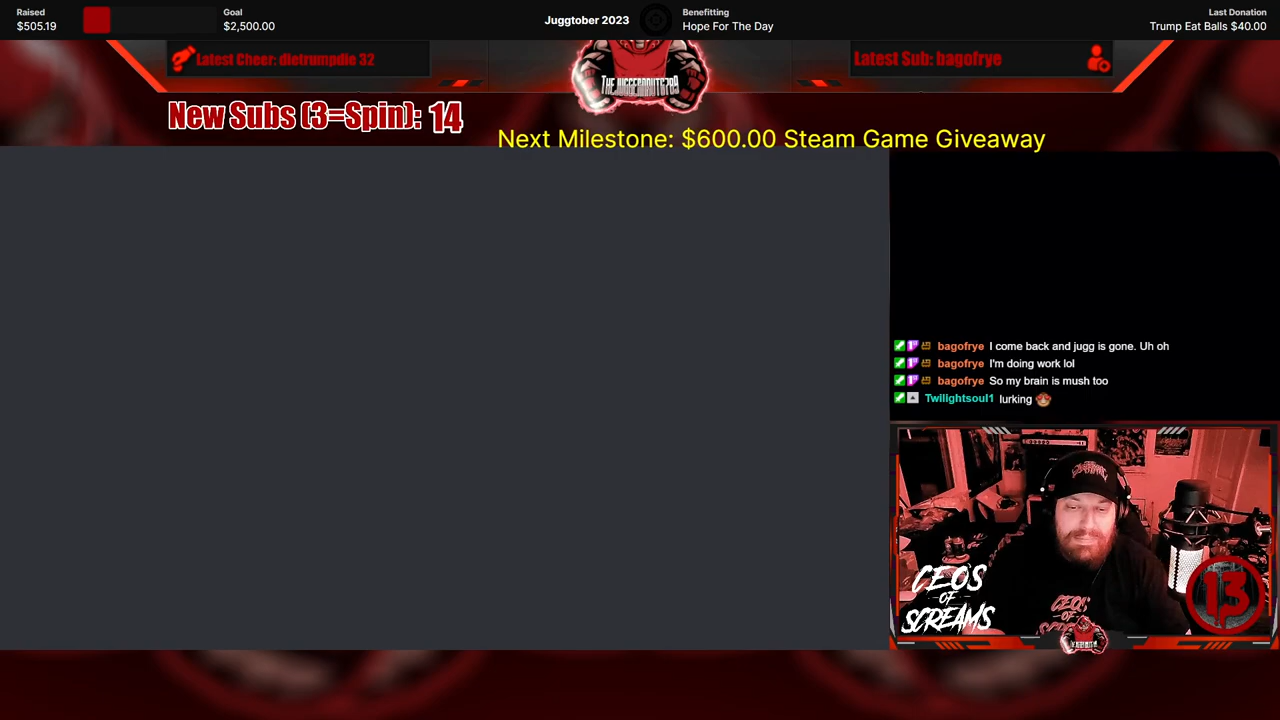 Raised
$505.19
Goal
$2,500.00
Juggtober 2023
Benefitting
Hope For The Day
Last Donation
Trump Eat Balls $40.00
Latest Cheer: dietrumpdie 32
THEJUGGERNAUT6789
Latest Sub: bagofrye
New Subs (3=Spin): 14
Next Milestone: $600.00 Steam Game Giveaway
bagofrye I come back and jugg is gone. Uh oh
bagofrye I'm doing work lol
bagofrye So my brain is mush too
Twilightsoul1 lurking
CEOS
OF
SCREAMS
CEOS
OF
13